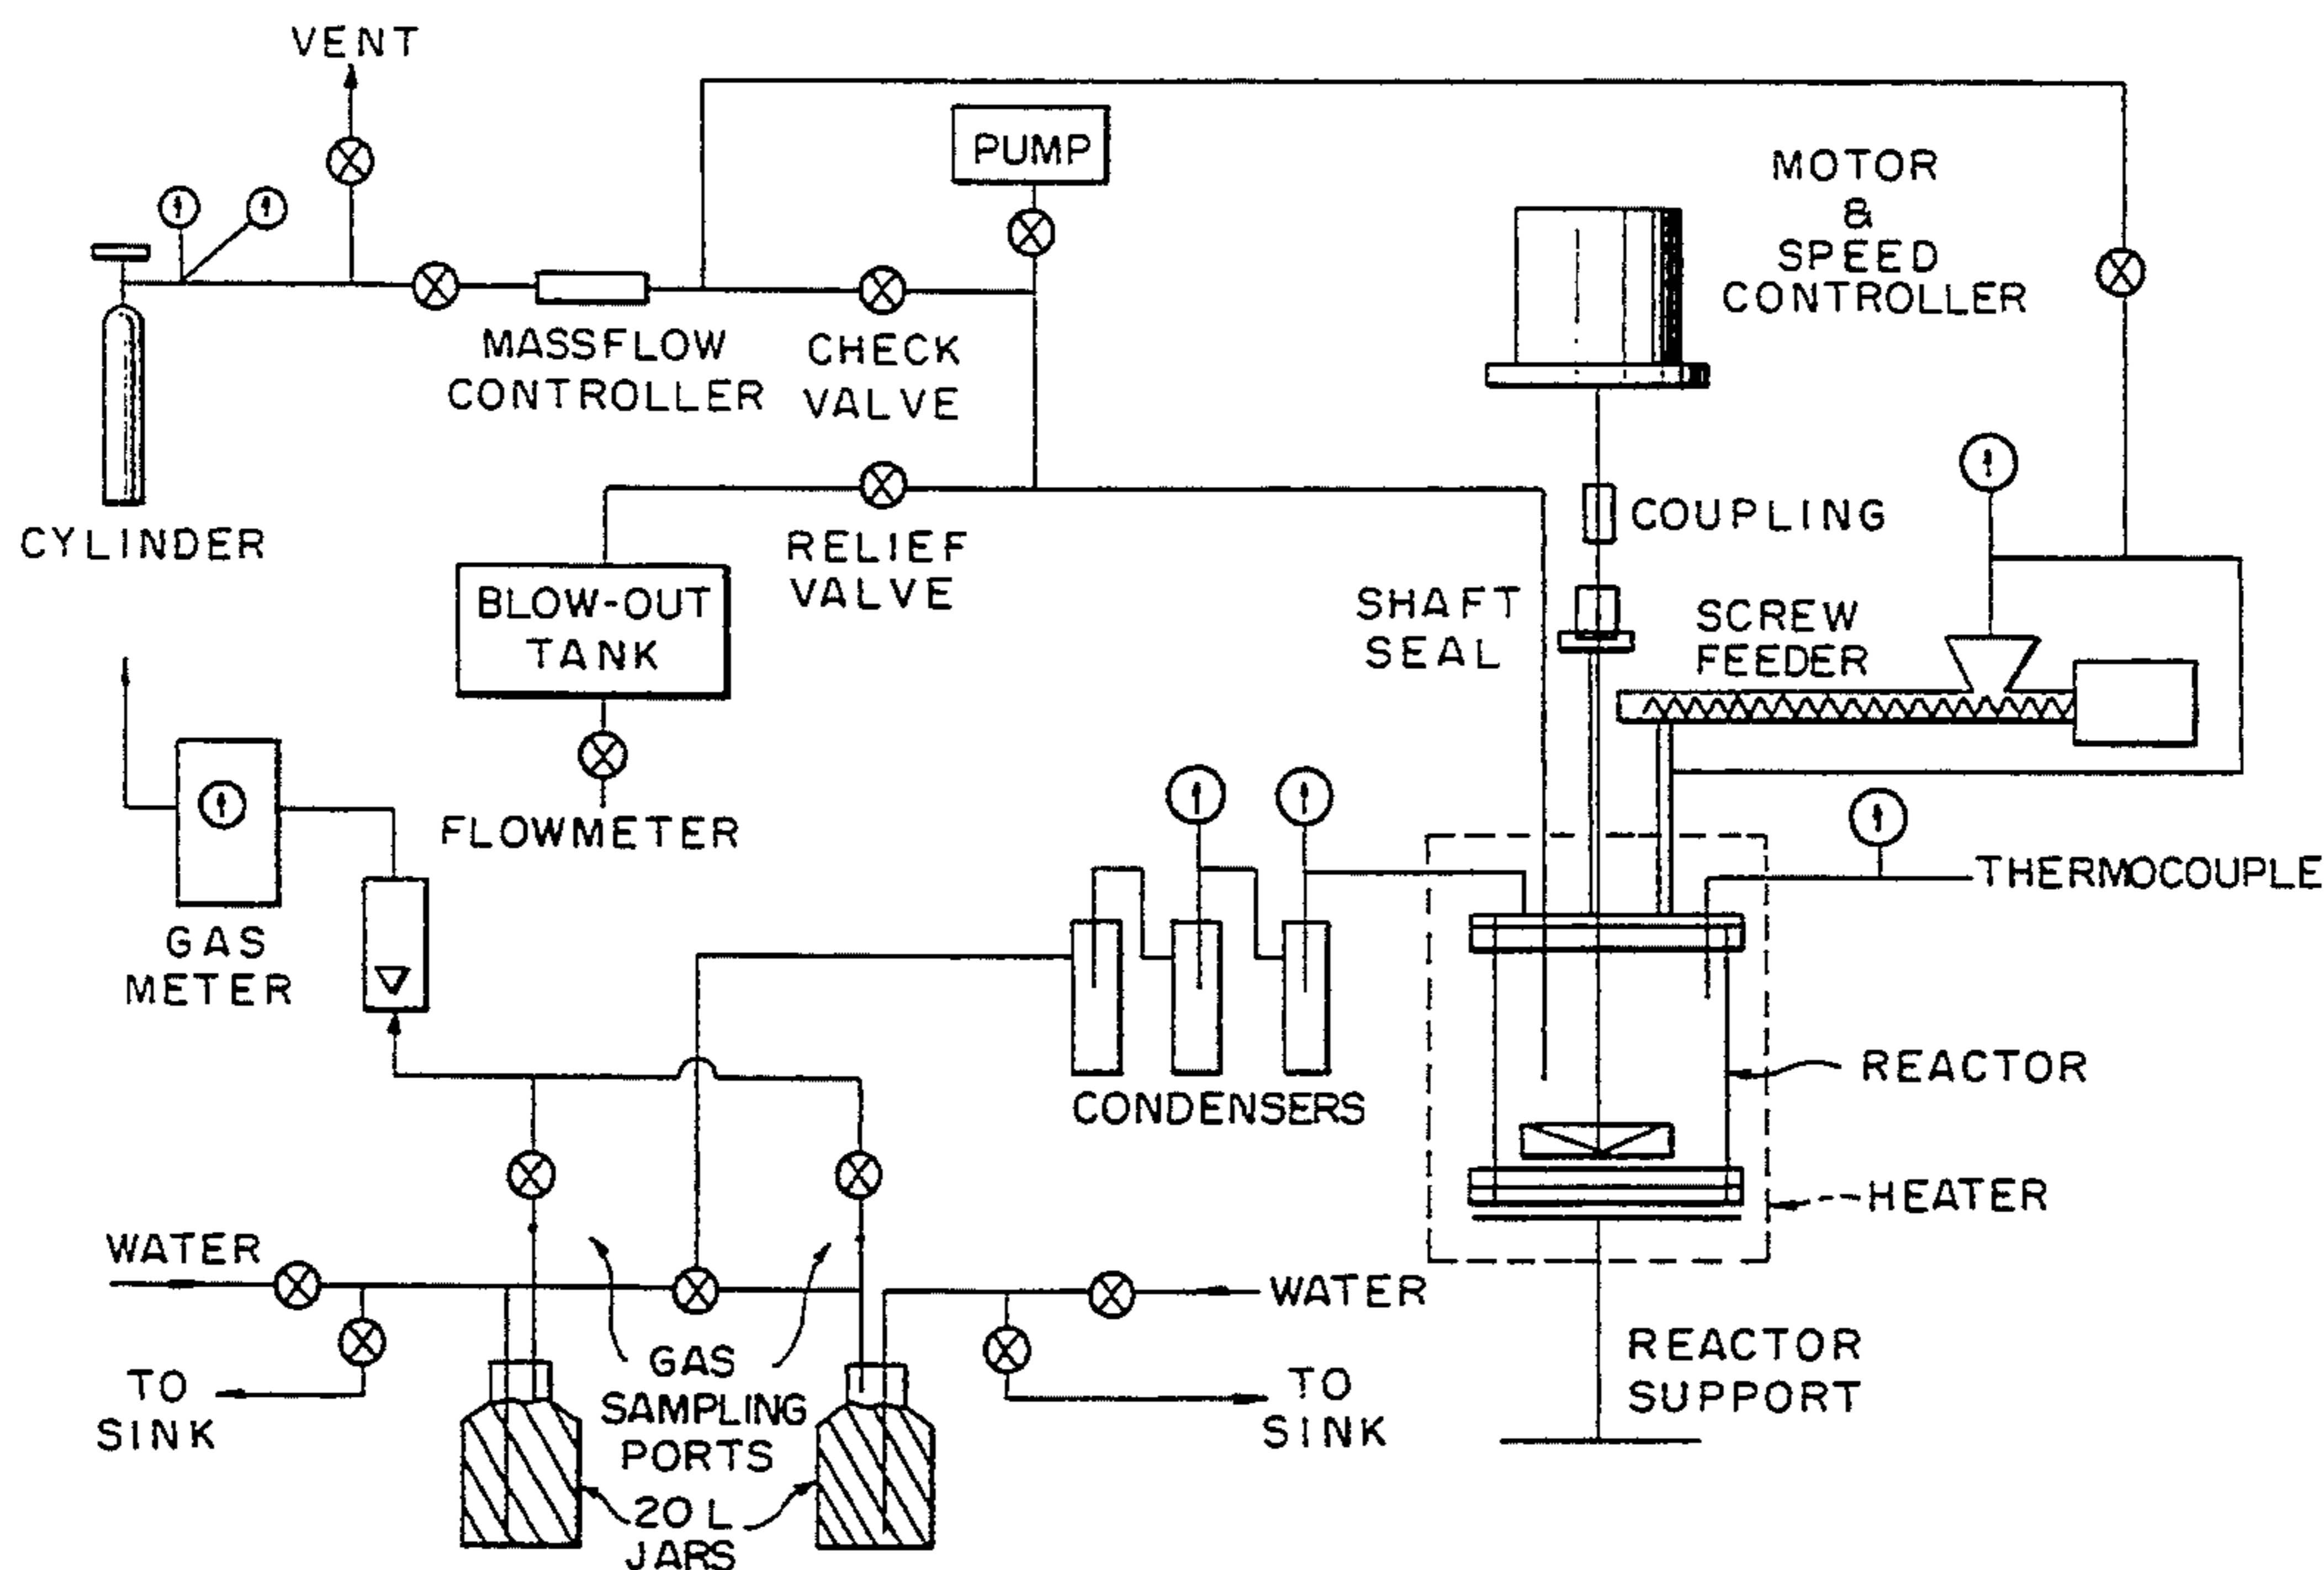 VENT
PUMP
MOTOR
&
SPEED
CONTROLLER
MASSFLOW
CONTROLLER
CHECK
VALVE
CYLINDER
RELIEF
VALVE
COUPLING
BLOW-OUT
TANK
SHAFT
SEAL
SCREW
FEEDER
FLOWMETER
THERMOCOUPLE
GAS
METER
REACTOR
CONDENSERS
HEATER
WATER
WATER
GAS
SAMPLING
PORTS
TO
SINK
TO
SINK
REACTOR
SUPPORT
20 L
JARS